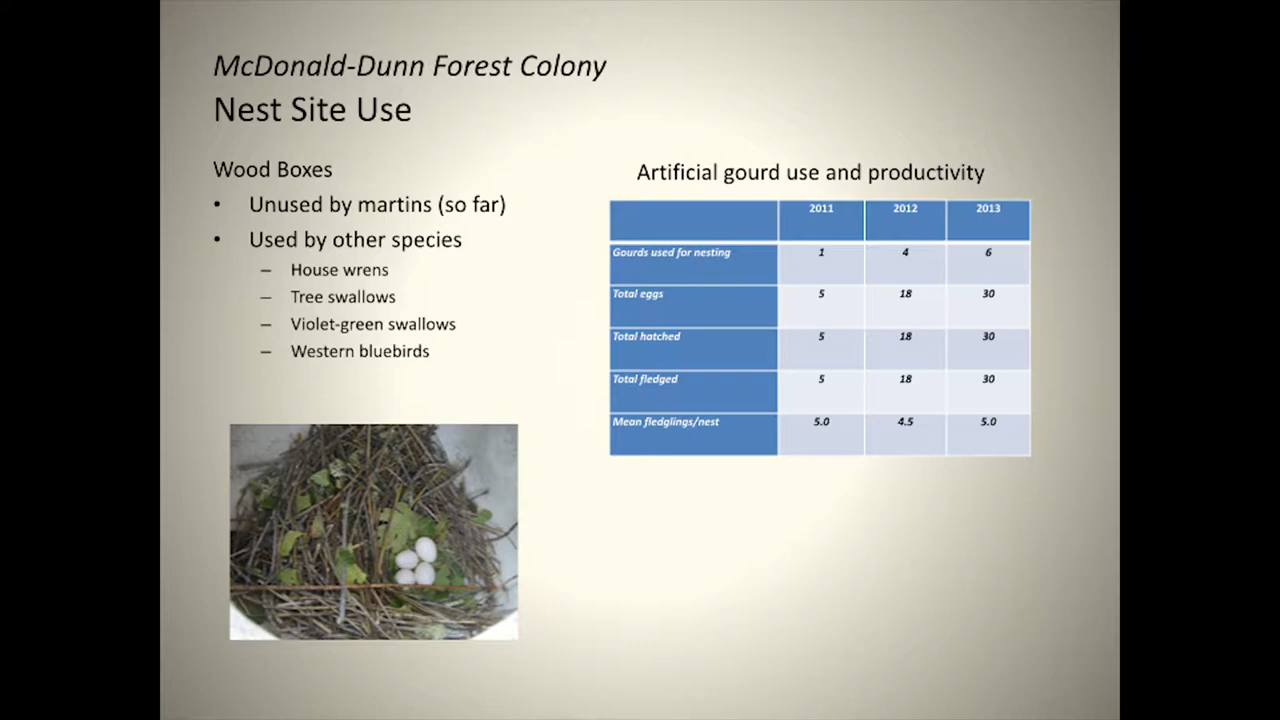 McDonald-Dunn Forest Colony
Nest Site Use
Wood Boxes
• Unused by martins (so far)
• Used by other species
– House wrens
– Tree swallows
– Violet-green swallows
– Western bluebirds
Artificial gourd use and productivity
2011 2012 2013
Gourds used for nesting 1 4 6
Total eggs 5 18 30
Total hatched 5 18 30
Total fledged 5 18 30
Mean fledglings/nest 5.0 4.5 5.0